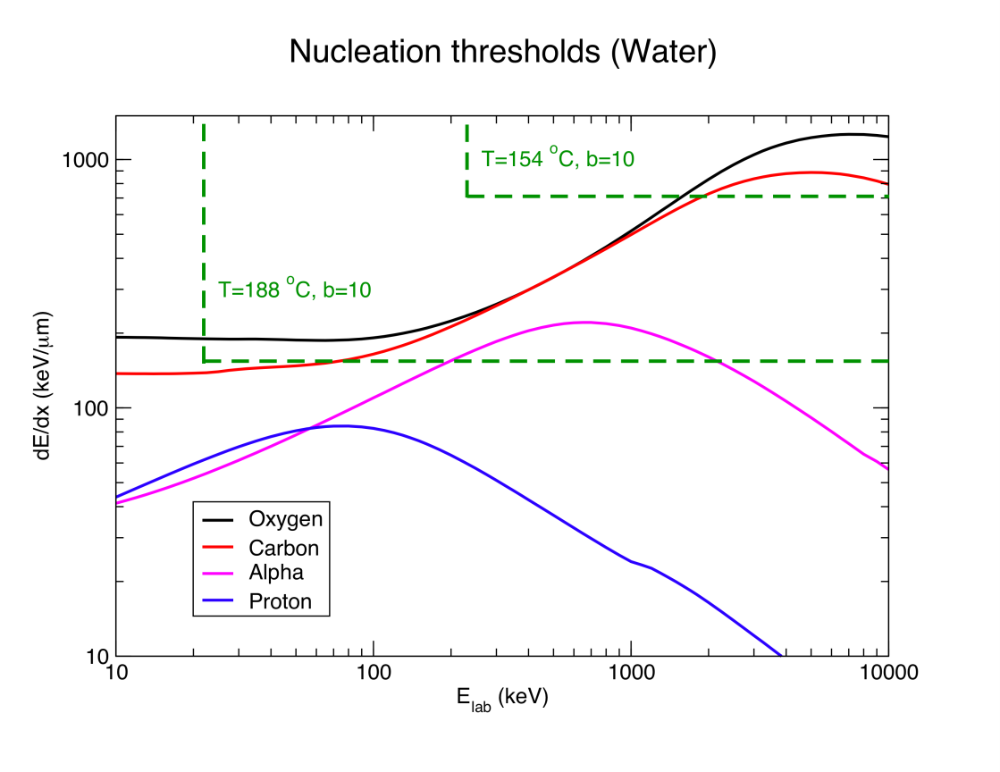 Nucleation thresholds (Water)
1000
100
10
dE/dx (keV/μm)
T=154 °C, b=10
T=188 °C, b=10
Oxygen
Carbon
Alpha
Proton
10 100 1000 10000
E_lab (keV)